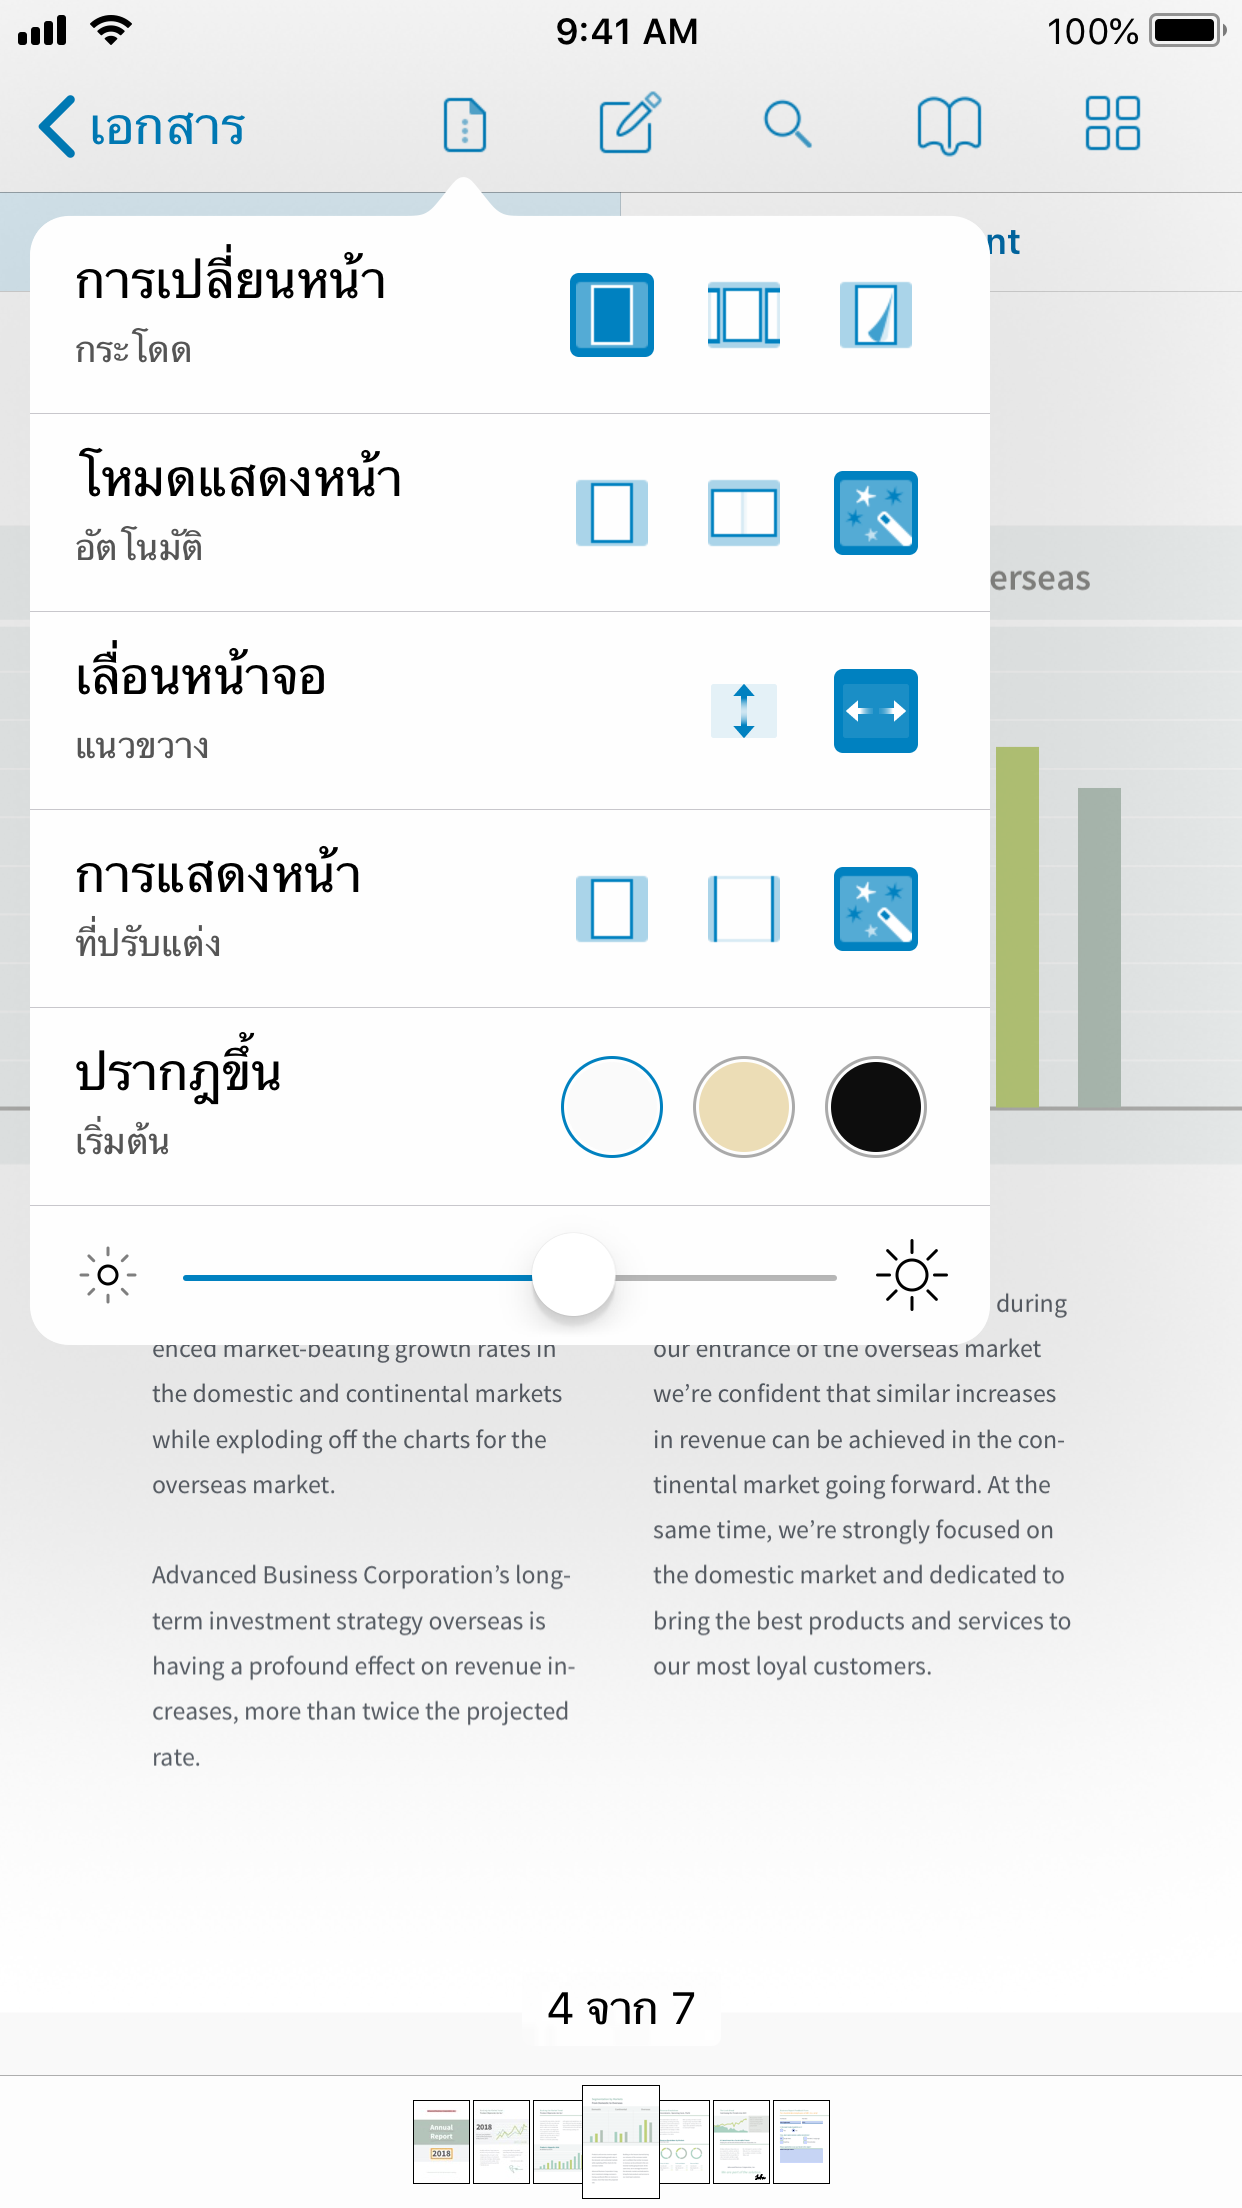 9:41 AM
100%
เอกสาร
nt
การเปลี่ยนหน้า
กระโดด
โหมดแสดงหน้า
อัตโนมัติ
erseas
เลื่อนหน้าจอ
แนวขวาง
การแสดงหน้า
ที่ปรับแต่ง
ปรากฎขึ้น
เริ่มต้น
enced market-beating growth rates in
the domestic and continental markets
while exploding off the charts for the
overseas market.
Advanced Business Corporation’s long-
term investment strategy overseas is
having a profound effect on revenue in-
creases, more than twice the projected
rate.
during
our entrance of the overseas market
we’re confident that similar increases
in revenue can be achieved in the con-
tinental market going forward. At the
same time, we’re strongly focused on
the domestic market and dedicated to
bring the best products and services to
our most loyal customers.
4 จาก 7
Annual
Report
2018
2018